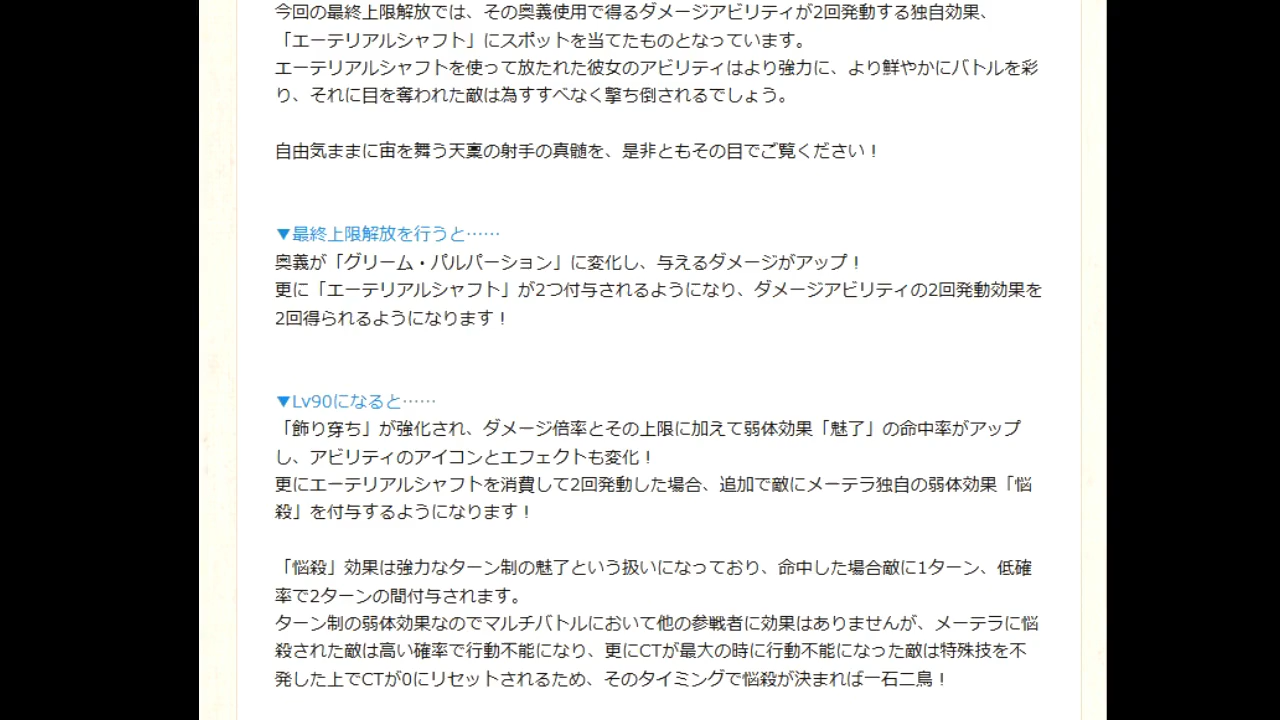 今回の最終上限解放では、その奥義使用で得るダメージアビリティが2回発動する独自効果、
「エーテリアルシャフト」にスポットを当てたものとなっています。
エーテリアルシャフトを使って放たれた彼女のアビリティはより強力に、より鮮やかにバトルを彩
り、それに目を奪われた敵は為すすべなく撃ち倒されるでしょう。
自由気ままに宙を舞う天稟の射手の真髄を、是非ともその目でご覧ください！
▼最終上限解放を行うと……
奥義が「グリーム・パルパーション」に変化し、与えるダメージがアップ！
更に「エーテリアルシャフト」が2つ付与されるようになり、ダメージアビリティの2回発動効果を
2回得られるようになります！
▼Lv90になると……
「飾り穿ち」が強化され、ダメージ倍率とその上限に加えて弱体効果「魅了」の命中率がアップ
し、アビリティのアイコンとエフェクトも変化！
更にエーテリアルシャフトを消費して2回発動した場合、追加で敵にメーテラ独自の弱体効果「悩
殺」を付与するようになります！
「悩殺」効果は強力なターン制の魅了という扱いになっており、命中した場合敵に1ターン、低確
率で2ターンの間付与されます。
ターン制の弱体効果なのでマルチバトルにおいて他の参戦者に効果はありませんが、メーテラに悩
殺された敵は高い確率で行動不能になり、更にCTが最大の時に行動不能になった敵は特殊技を不
発した上でCTが0にリセットされるため、そのタイミングで悩殺が決まれば一石二鳥！